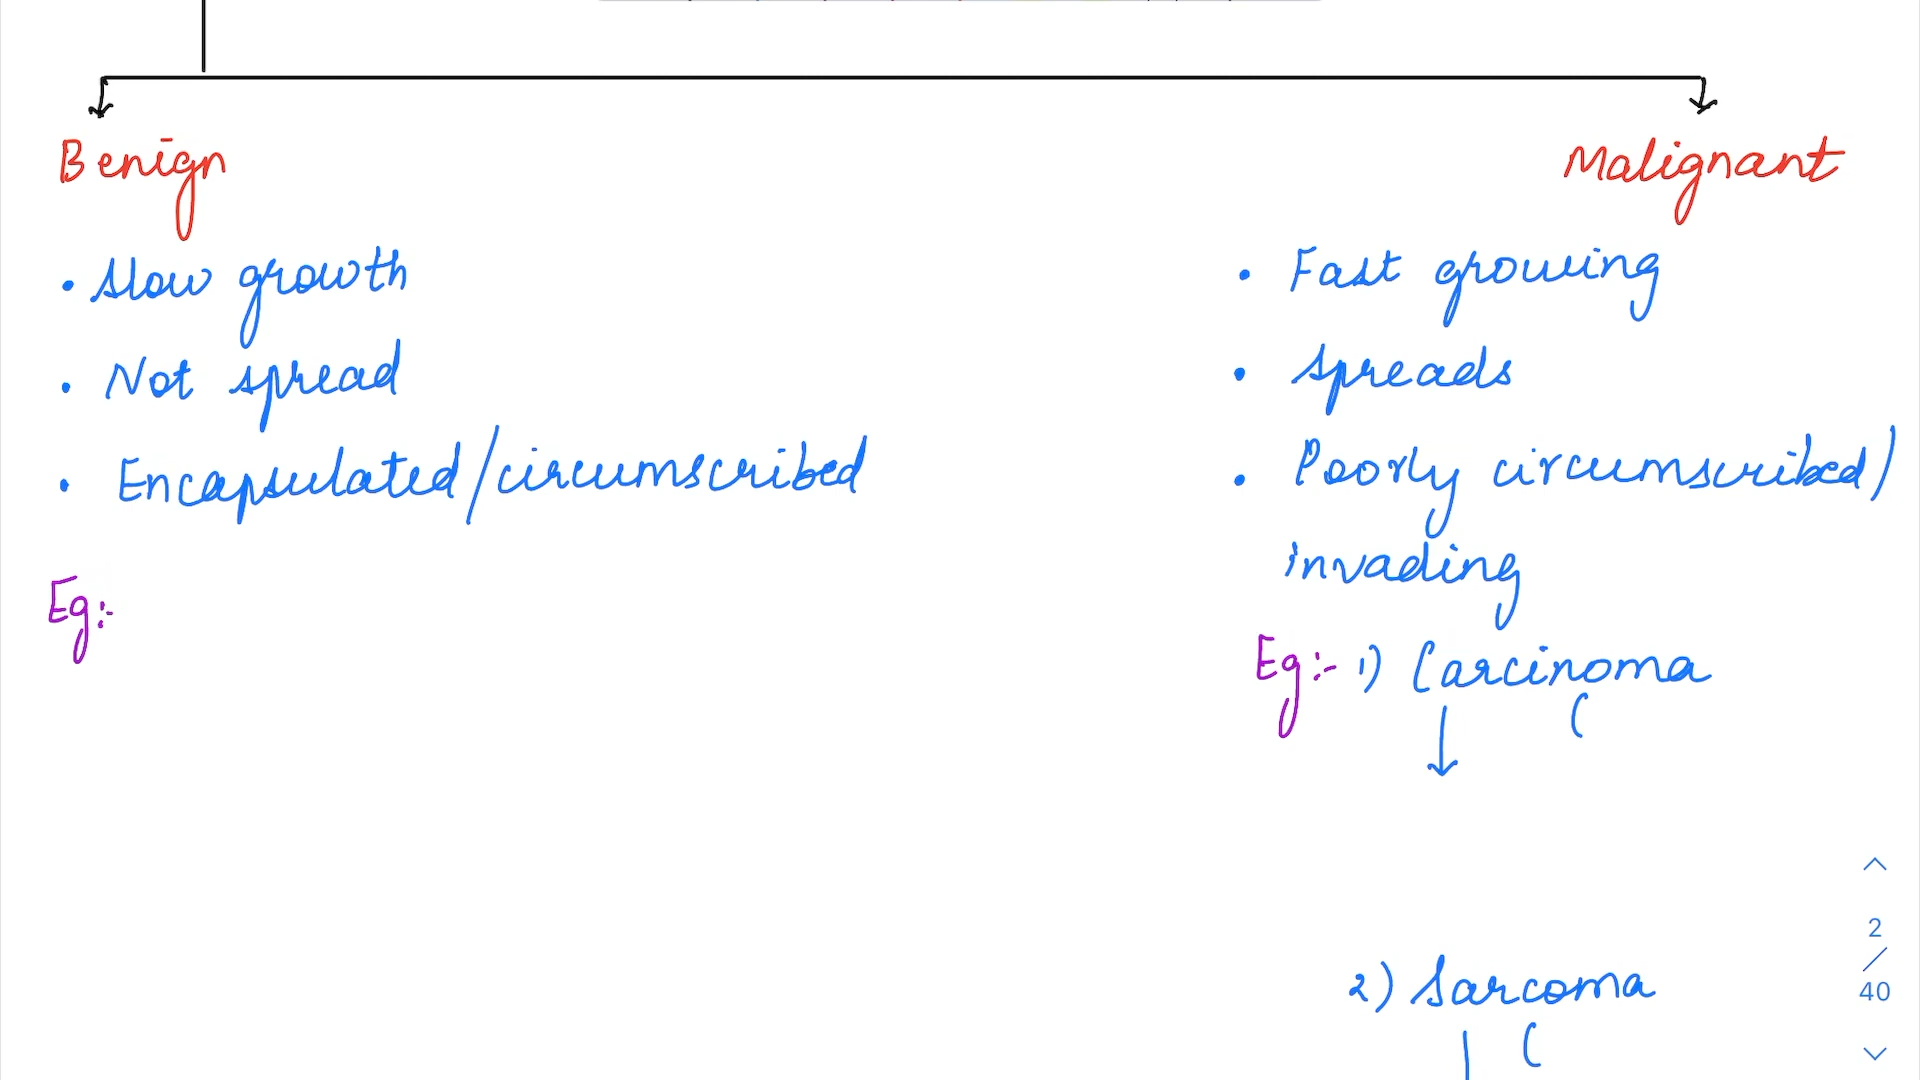 Benign
Malignant
• Slow growth
• Not spread
• Encapsulated/circumscribed
Eg:-
• Fast growing
• Spreads
• Poorly circumscribed/
invading
Eg:- 1) Carcinoma
(
2) Sarcoma
(
2
/
40